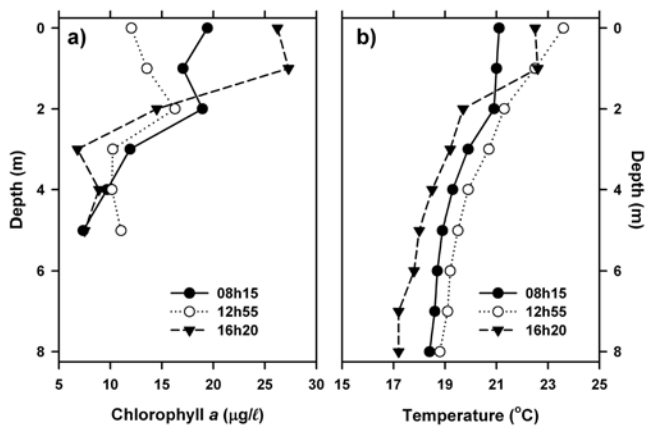 a)
b)
0
2
4
6
8
Depth (m)
08h15
12h55
16h20
5 10 15 20 25 30
Chlorophyll a (µg/ℓ)
08h15
12h55
16h20
15 17 19 21 23 25
Temperature (°C)
0
2
4
6
8
Depth (m)